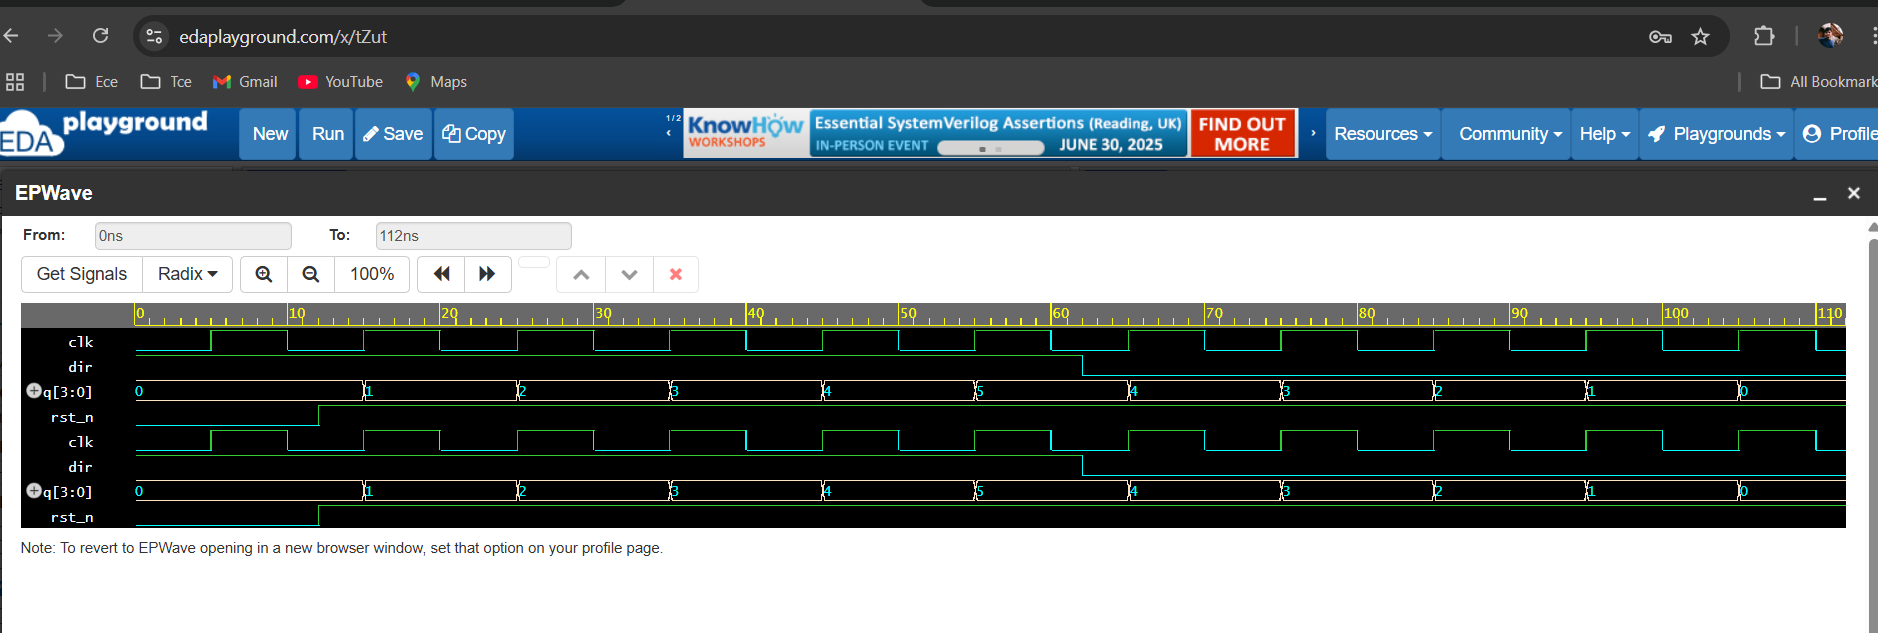 edaplayground.com/x/tZut
Ece Tce Gmail YouTube Maps All Bookmark
EDA playground New Run Save Copy 1/2 KnowHow WORKSHOPS Essential SystemVerilog Assertions (Reading, UK) IN-PERSON EVENT JUNE 30, 2025 FIND OUT MORE Resources Community Help Playgrounds Profile
EPWave
From: 0ns To: 112ns
Get Signals Radix 100%
0 10 20 30 40 50 60 70 80 90 100 110
clk
dir
q[3:0] 0 1 2 3 4 5 4 3 2 1 0
rst_n
clk
dir
q[3:0] 0 1 2 3 4 5 4 3 2 1 0
rst_n
Note: To revert to EPWave opening in a new browser window, set that option on your profile page.